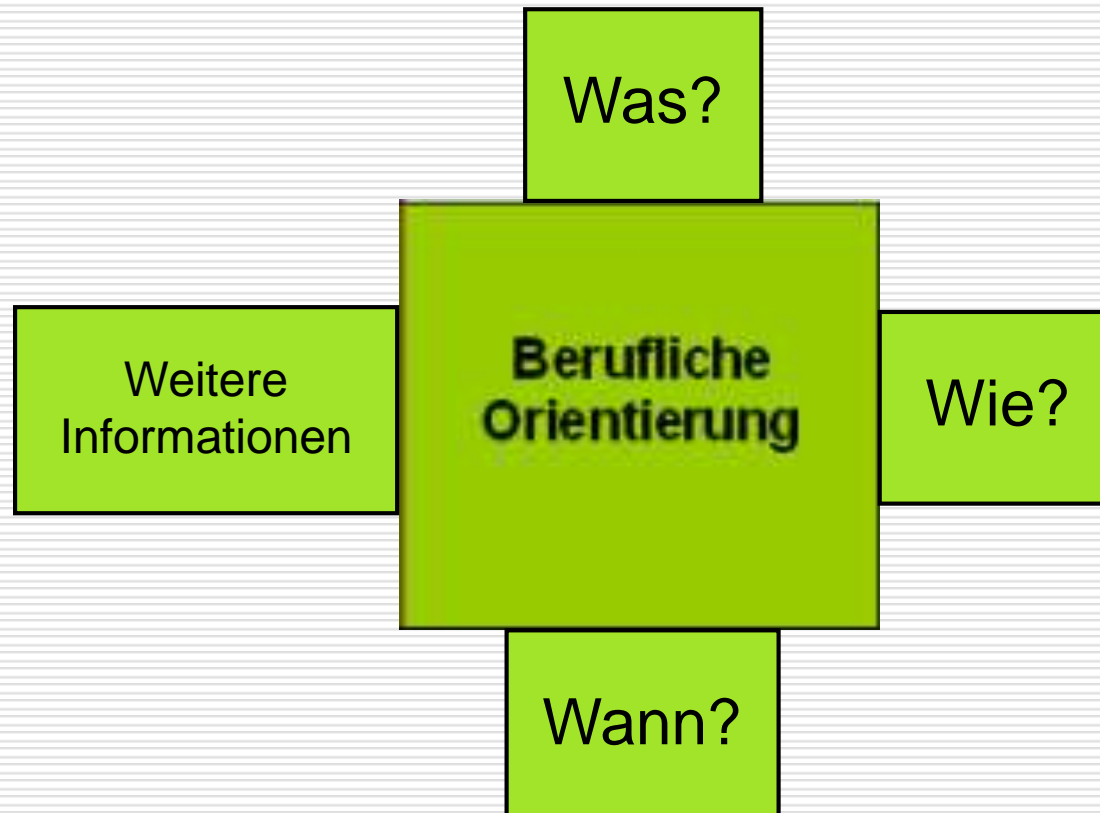 Was?
Weitere
Informationen
Berufliche
Orientierung
Wie?
Wann?